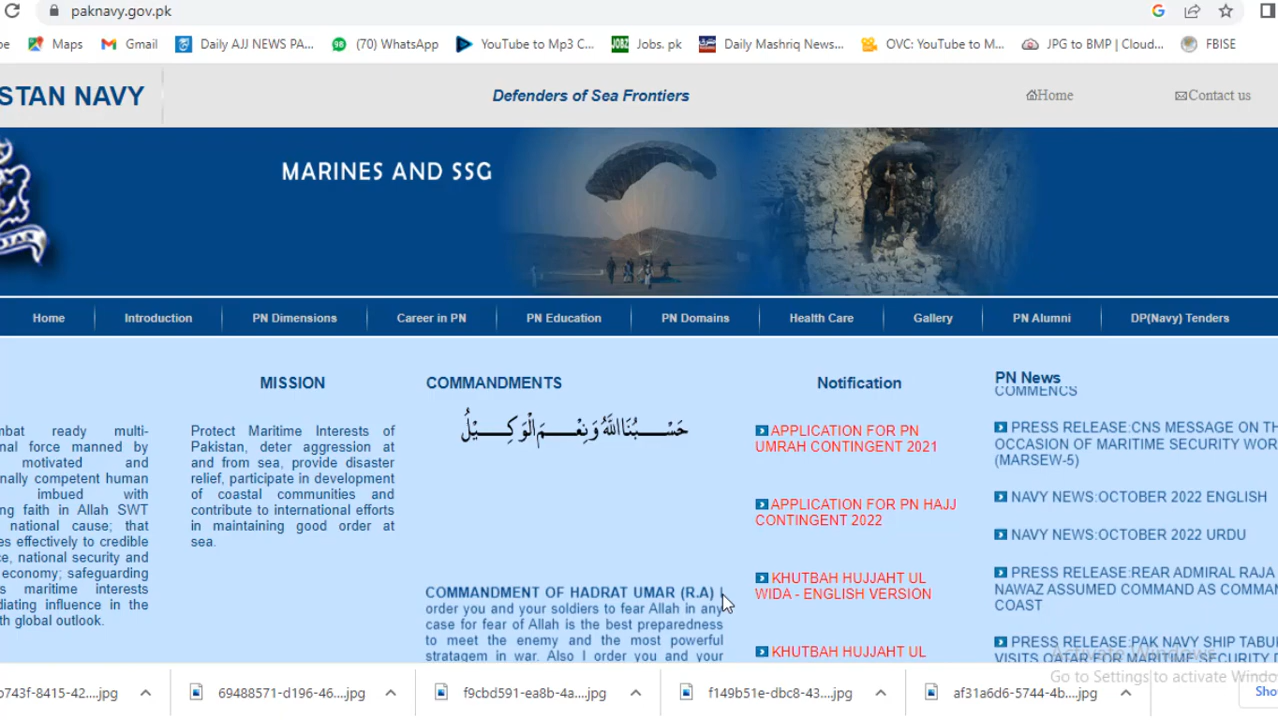 paknavy.gov.pk
Maps
Gmail
Daily AJJ NEWS PA...
(70) WhatsApp
YouTube to Mp3 C...
JOBZ
Jobs. pk
Daily Mashriq News...
OVC: YouTube to M...
JPG to BMP | Cloud...
FBISE
STAN NAVY
Defenders of Sea Frontiers
Home
Contact us
MARINES AND SSG
Home
Introduction
PN Dimensions
Career in PN
PN Education
PN Domains
Health Care
Gallery
PN Alumni
DP(Navy) Tenders
mbat ready multi-
nal force manned by
motivated and
nally competent human
imbued with
ng faith in Allah SWT
national cause; that
es effectively to credible
ce, national security and
economy; safeguarding
s maritime interests
diating influence in the
th global outlook.
MISSION
Protect Maritime Interests of
Pakistan, deter aggression at
and from sea, provide disaster
relief, participate in development
of coastal communities and
contribute to international efforts
in maintaining good order at
sea.
COMMANDMENTS
حَسْبُنَا اللَّهُ وَنِعْمَ الْوَكِيلُ
COMMANDMENT OF HADRAT UMAR (R.A) I
order you and your soldiers to fear Allah in any
case for fear of Allah is the best preparedness
to meet the enemy and the most powerful
stratagem in war. Also I order you and your
Notification
APPLICATION FOR PN
UMRAH CONTINGENT 2021
APPLICATION FOR PN HAJJ
CONTINGENT 2022
KHUTBAH HUJJAHT UL
WIDA - ENGLISH VERSION
KHUTBAH HUJJAHT UL
PN News
COMMENCS
PRESS RELEASE:CNS MESSAGE ON TH
OCCASION OF MARITIME SECURITY WOR
(MARSEW-5)
NAVY NEWS:OCTOBER 2022 ENGLISH
NAVY NEWS:OCTOBER 2022 URDU
PRESS RELEASE:REAR ADMIRAL RAJA
NAWAZ ASSUMED COMMAND AS COMMAN
COAST
PRESS RELEASE:PAK NAVY SHIP TABU
VISITS QATAR FOR MARITIME SECURITY D
Activate Windows
Go to Settings to activate Windo
b743f-8415-42....jpg
69488571-d196-46....jpg
f9cbd591-ea8b-4a....jpg
f149b51e-dbc8-43....jpg
af31a6d6-5744-4b....jpg
Sho